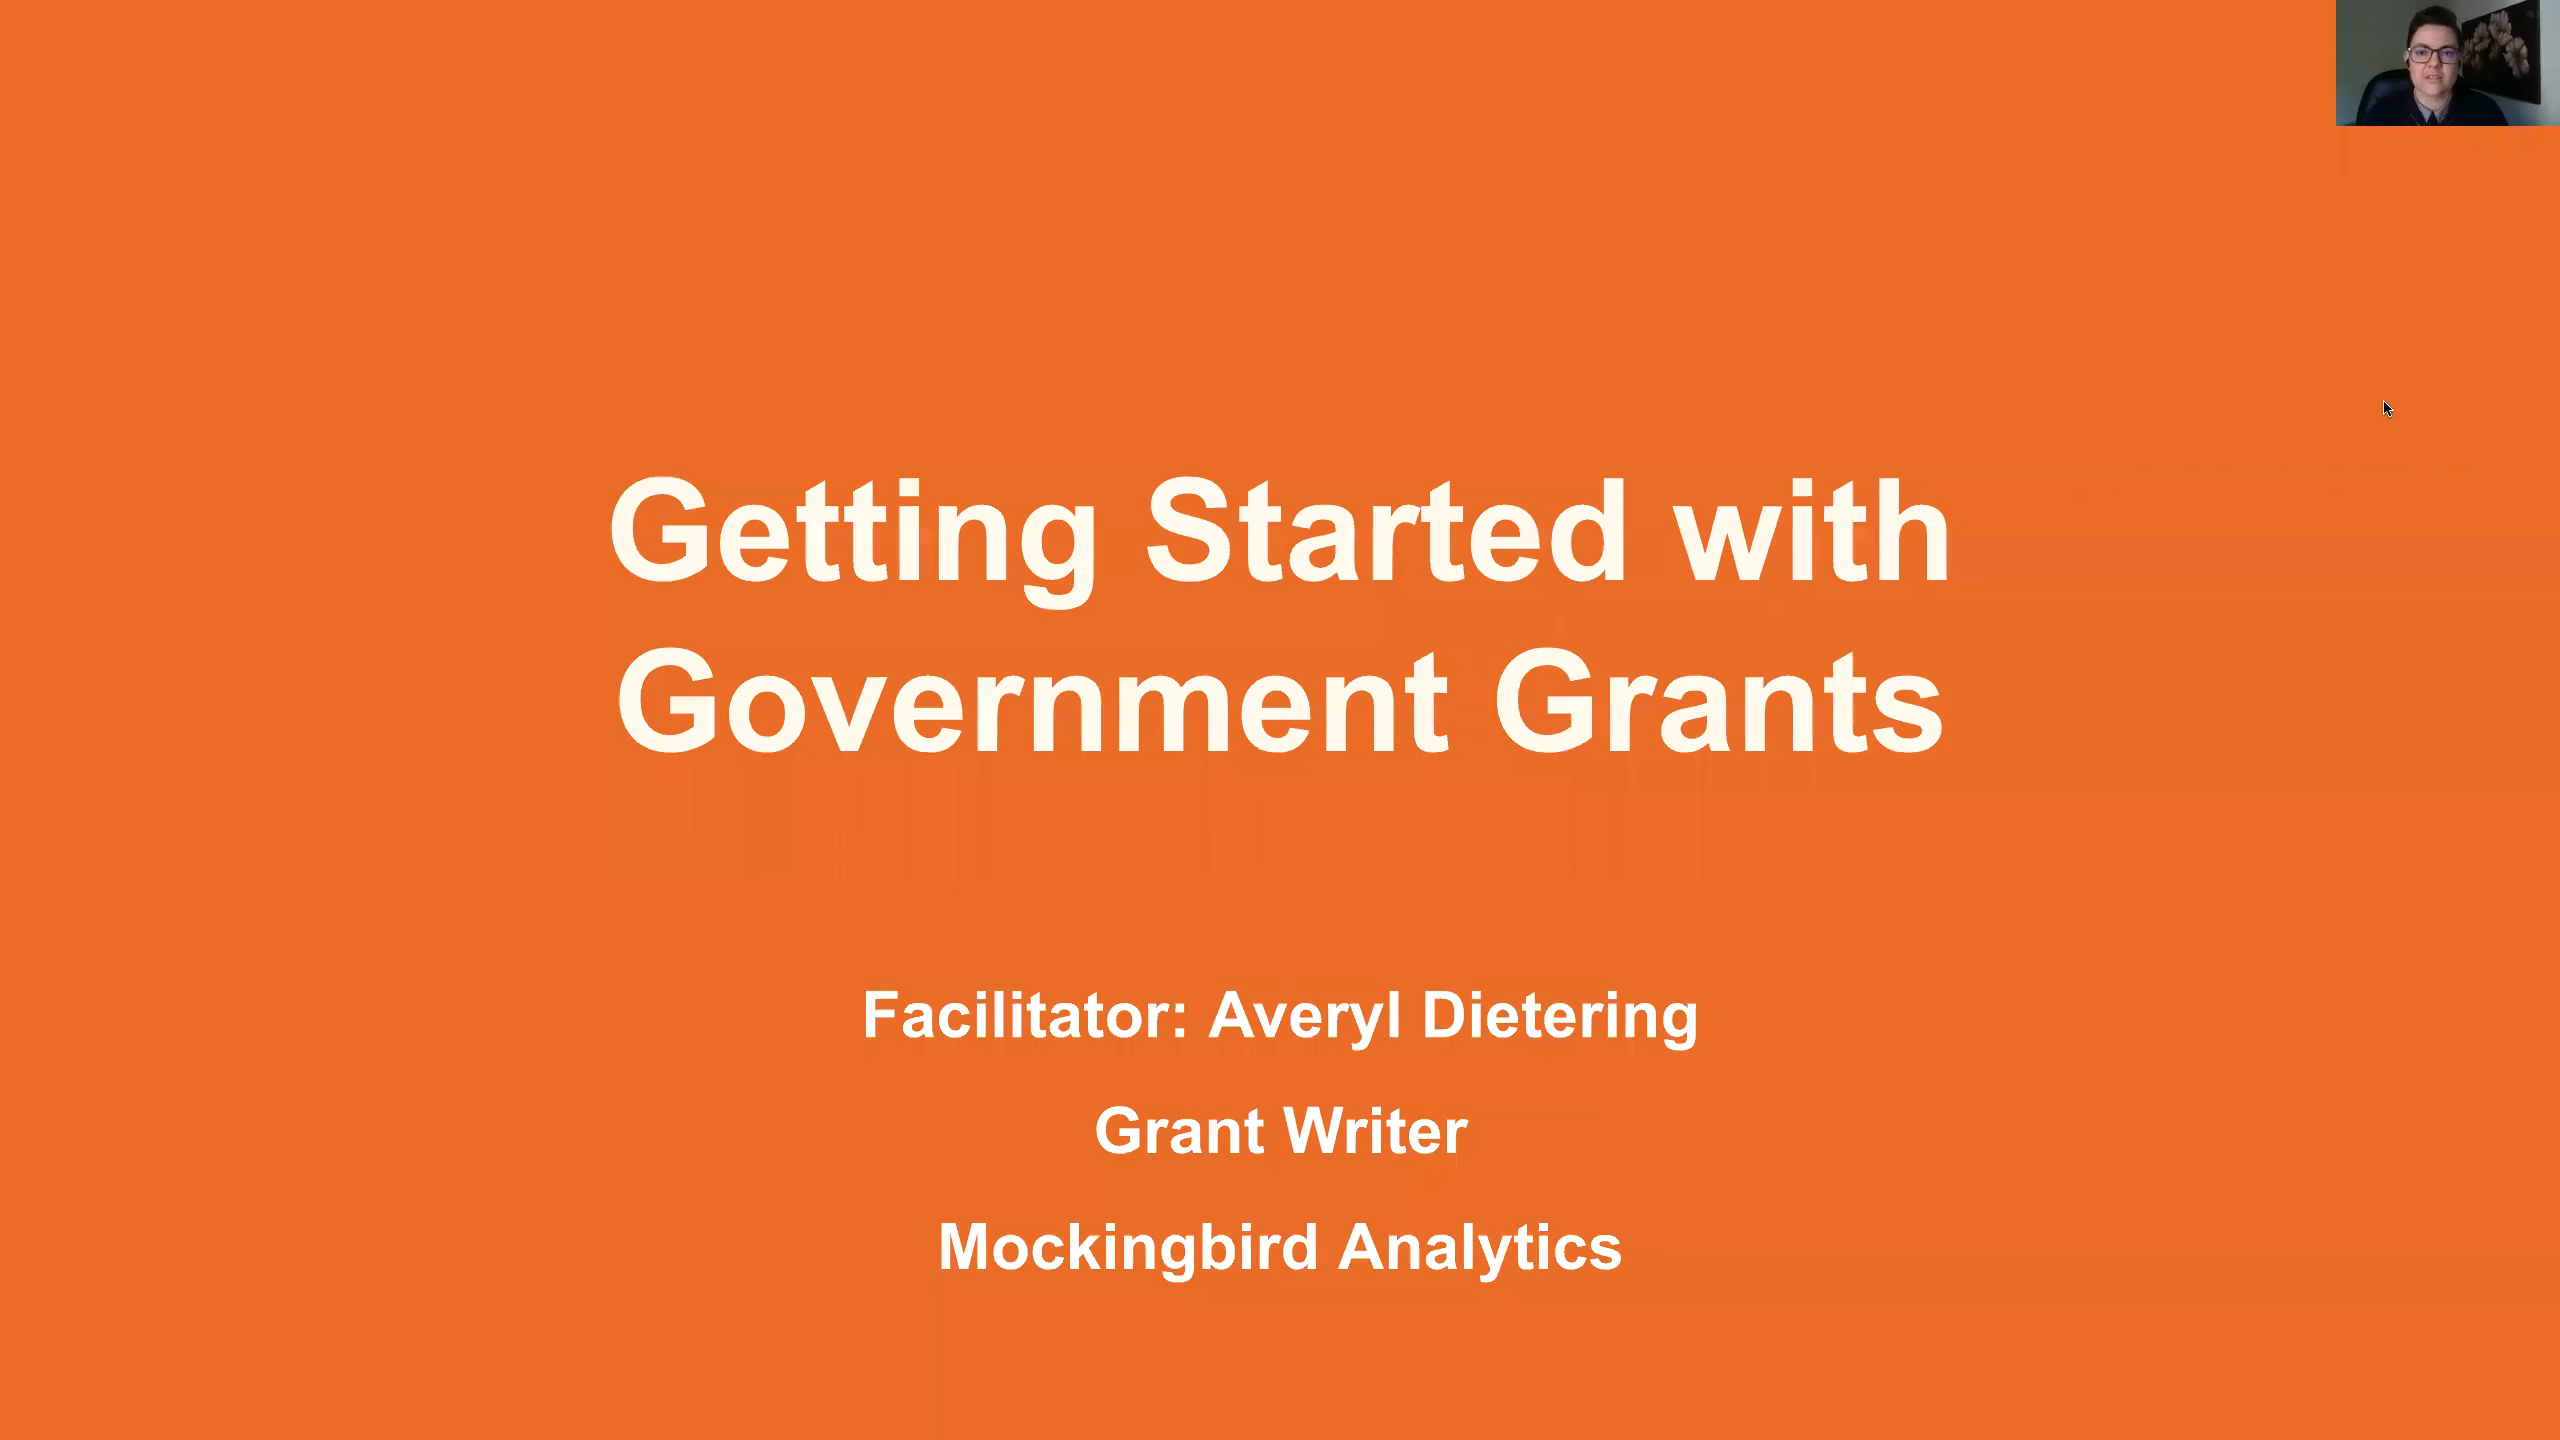 Getting Started with
Government Grants
Facilitator: Averyl Dietering
Grant Writer
Mockingbird Analytics